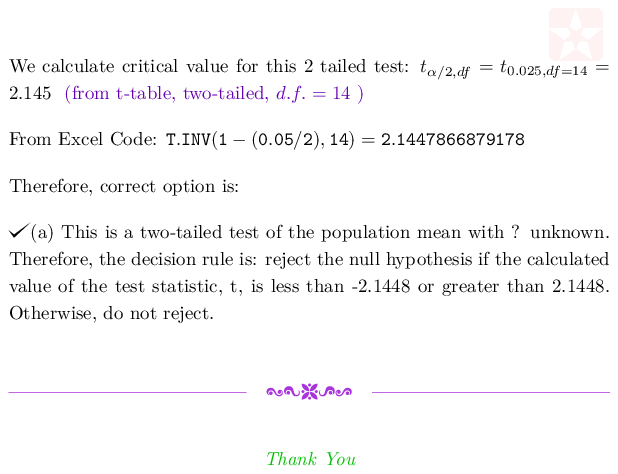 We calculate critical value for this 2 tailed test: t_{α/2,df} = t_{0.025,df=14} =
2.145 (from t-table, two-tailed, d.f. = 14 )
From Excel Code: T.INV(1 − (0.05/2), 14) = 2.1447866879178
Therefore, correct option is:
✓(a) This is a two-tailed test of the population mean with ? unknown.
Therefore, the decision rule is: reject the null hypothesis if the calculated
value of the test statistic, t, is less than -2.1448 or greater than 2.1448.
Otherwise, do not reject.
Thank You